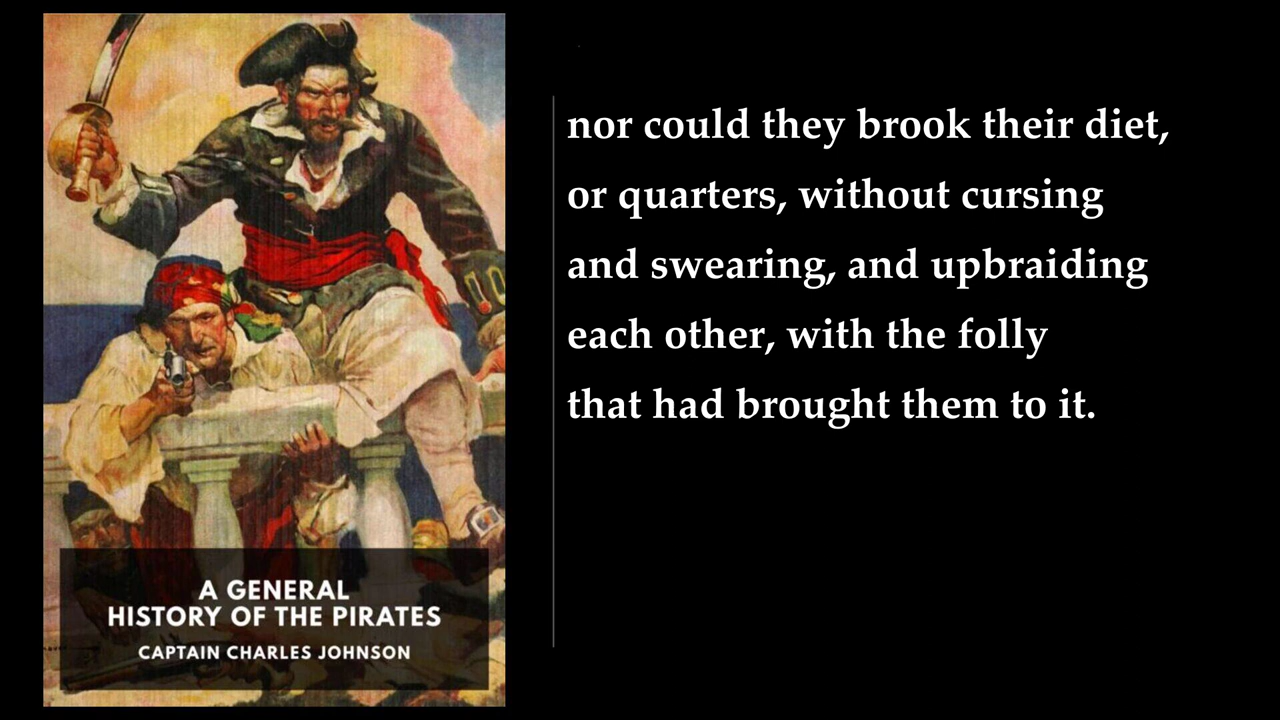 nor could they brook their diet,
or quarters, without cursing
and swearing, and upbraiding
each other, with the folly
that had brought them to it.
A GENERAL
HISTORY OF THE PIRATES
CAPTAIN CHARLES JOHNSON